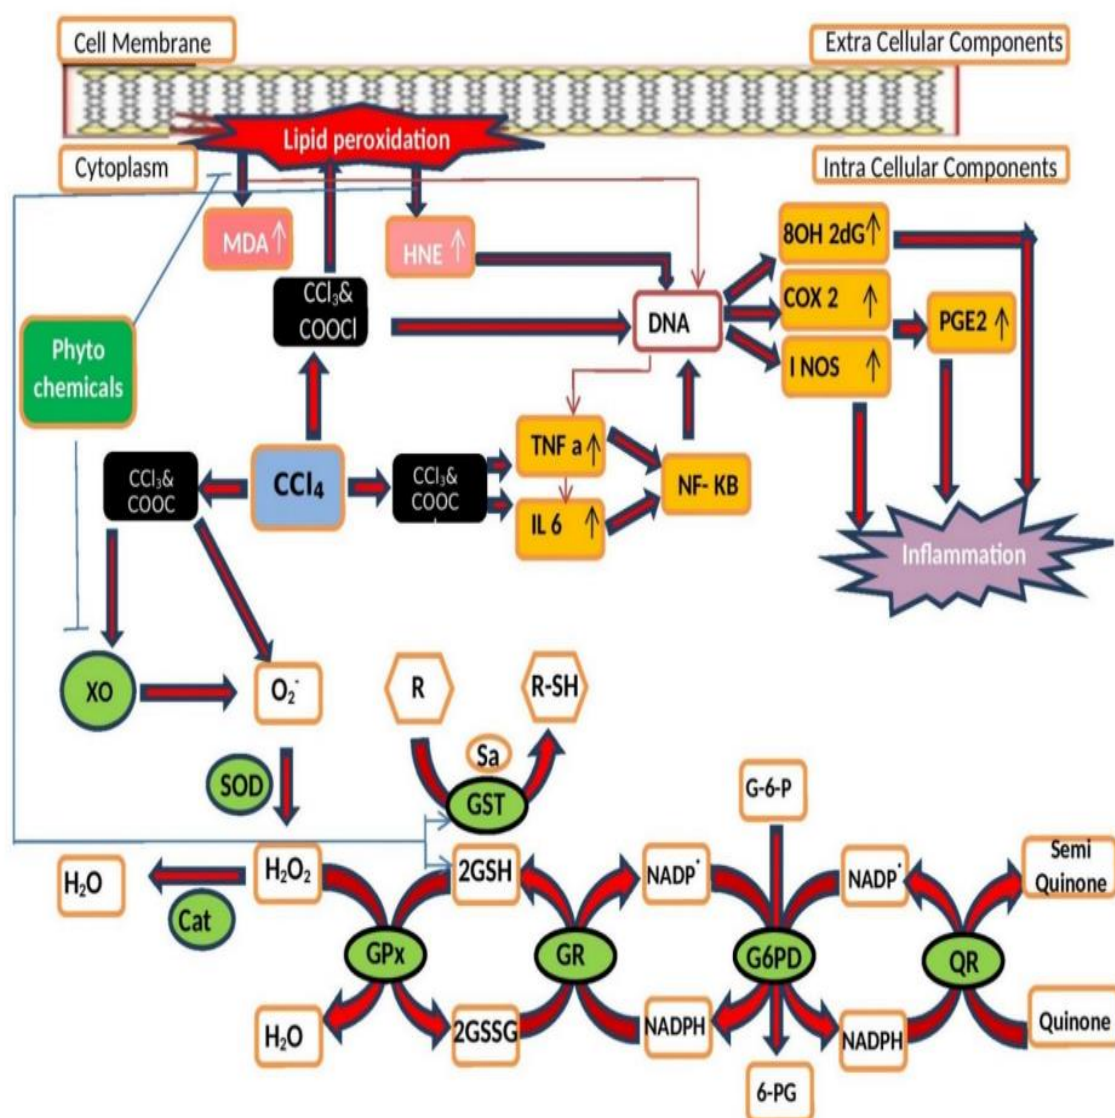 Cell Membrane
Extra Cellular Components
Lipid peroxidation
Cytoplasm
Intra Cellular Components
MDA↑
HNE ↑
8OH 2dG↑
CCl₃&
COOCl
COX 2 ↑
DNA
PGE2 ↑
I NOS ↑
Phyto
chemicals
CCl₃&
COOC
CCl₄
CCl₃&
COOC
TNF a↑
IL 6 ↑
NF- KB
Inflammation
XO
O₂˙
R
R-SH
Sa
SOD
GST
G-6-P
H₂O
H₂O₂
2GSH
NADP˙
NADP˙
Semi
Quinone
Cat
GPx
GR
G6PD
QR
H₂O
2GSSG
NADPH
NADPH
Quinone
6-PG